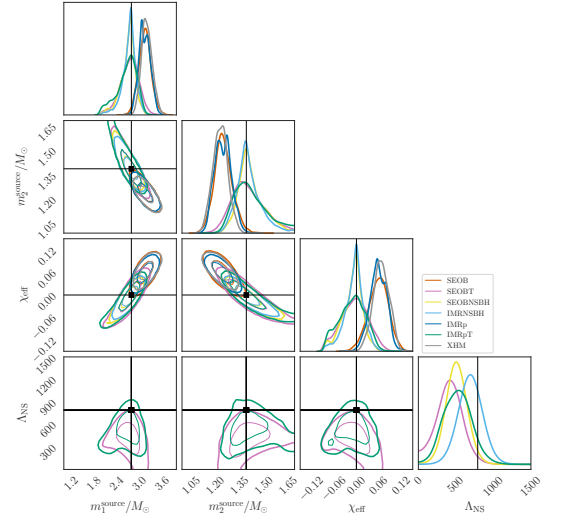 1.65
1.50
1.35
1.20
1.05
m₂^source/M⊙
0.12
0.06
0.00
−0.06
−0.12
χeff
SEOB
SEOBT
SEOBNSBH
IMRNSBH
IMRp
IMRpT
XHM
1500
1200
900
600
300
Λ_NS
1.2 1.8 2.4 3.0 3.6
1.05 1.20 1.35 1.50 1.65
−0.12 −0.06 0.00 0.06 0.12
0 500 1000 1500
m₁^source/M⊙
m₂^source/M⊙
χeff
Λ_NS